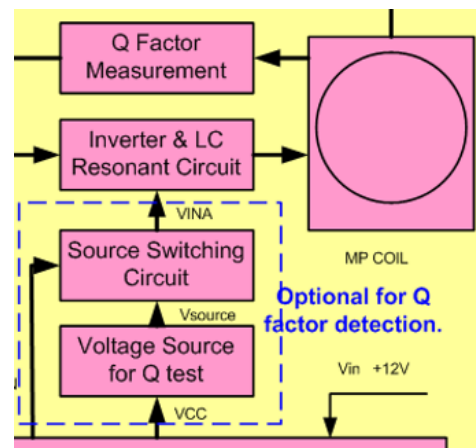 Q Factor
Measurement
Inverter & LC
Resonant Circuit
VINA
Source Switching
Circuit
MP COIL
Optional for Q
factor detection.
Vsource
Voltage Source
for Q test
Vin +12V
VCC